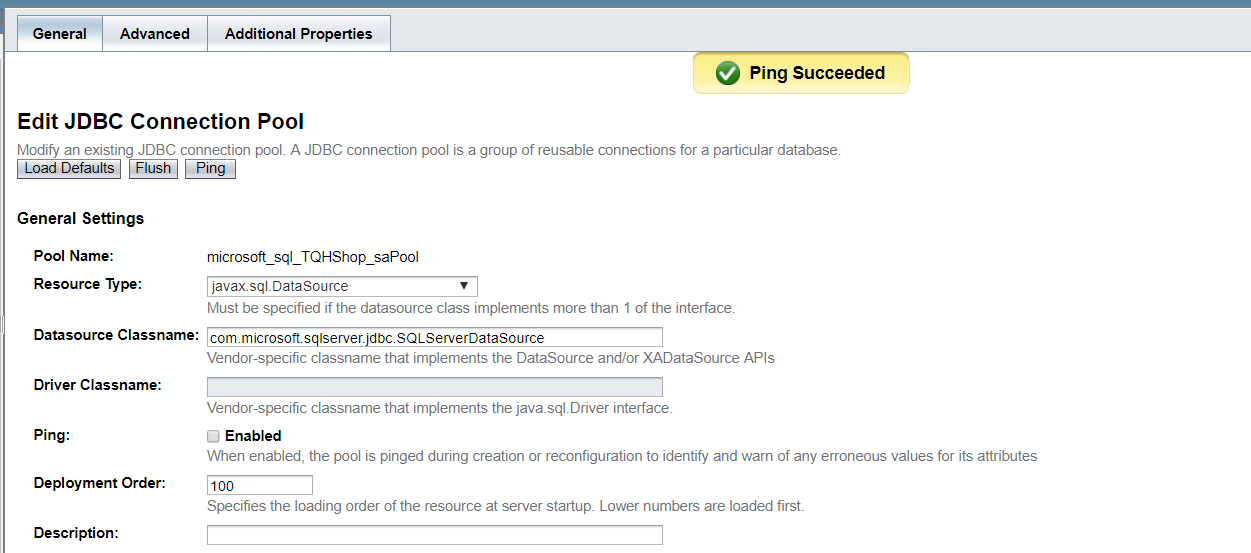 General Advanced Additional Properties
Ping Succeeded
Edit JDBC Connection Pool
Modify an existing JDBC connection pool. A JDBC connection pool is a group of reusable connections for a particular database.
Load Defaults Flush Ping
General Settings
Pool Name: microsoft_sql_TQHShop_saPool
Resource Type: javax.sql.DataSource
Must be specified if the datasource class implements more than 1 of the interface.
Datasource Classname: com.microsoft.sqlserver.jdbc.SQLServerDataSource
Vendor-specific classname that implements the DataSource and/or XADataSource APIs
Driver Classname:
Vendor-specific classname that implements the java.sql.Driver interface.
Ping: Enabled
When enabled, the pool is pinged during creation or reconfiguration to identify and warn of any erroneous values for its attributes
Deployment Order: 100
Specifies the loading order of the resource at server startup. Lower numbers are loaded first.
Description: